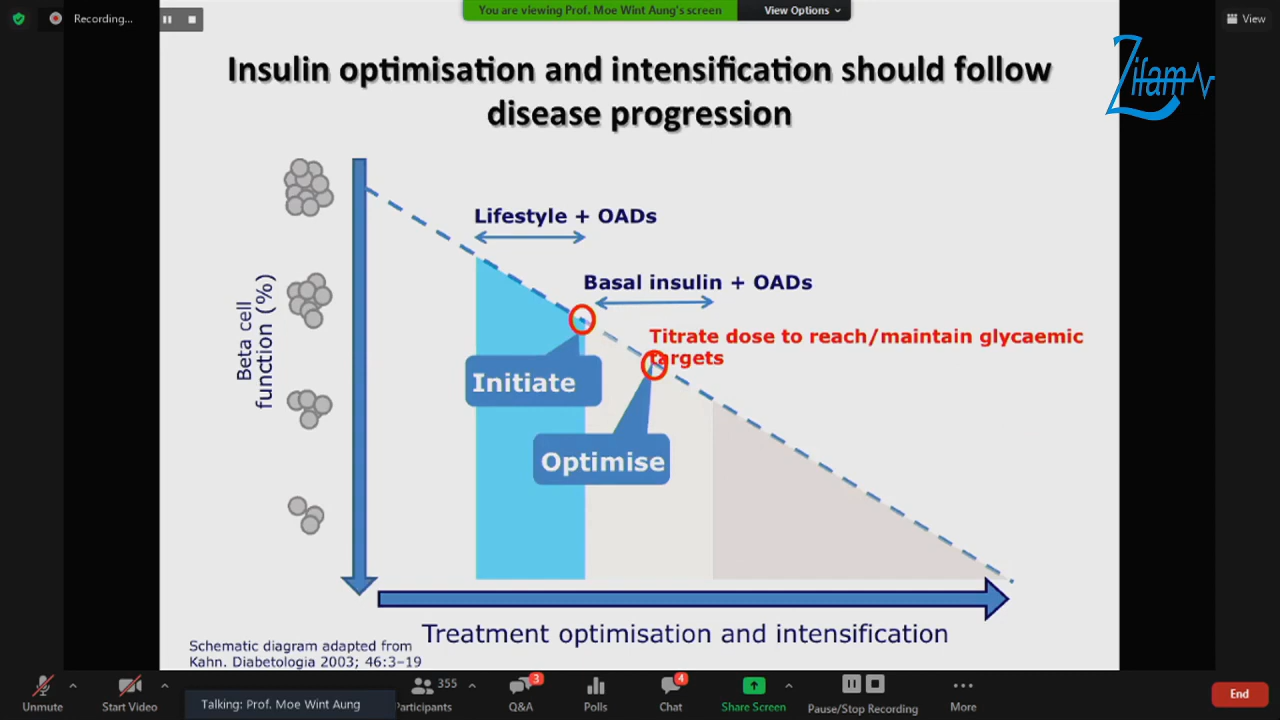 Recording...
You are viewing Prof. Moe Wint Aung's screen
View Options
View
Insulin optimisation and intensification should follow
disease progression
Zifam
Lifestyle + OADs
Basal insulin + OADs
Titrate dose to reach/maintain glycaemic
targets
Initiate
Optimise
Beta cell
function (%)
Treatment optimisation and intensification
Schematic diagram adapted from
Kahn. Diabetologia 2003; 46:3–19
Unmute
Start Video
Talking: Prof. Moe Wint Aung
355
Participants
3
Q&A
Polls
4
Chat
Share Screen
Pause/Stop Recording
More
End